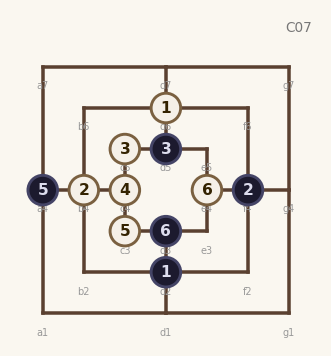 C07
a7 d7 g7
1
b6 d6 f6
3 3
c5 d5 e5
5 2 4 6 2
a4 b4 c4 e4 f4 g4
5 6
c3 d3 e3
1
b2 d2 f2
a1 d1 g1